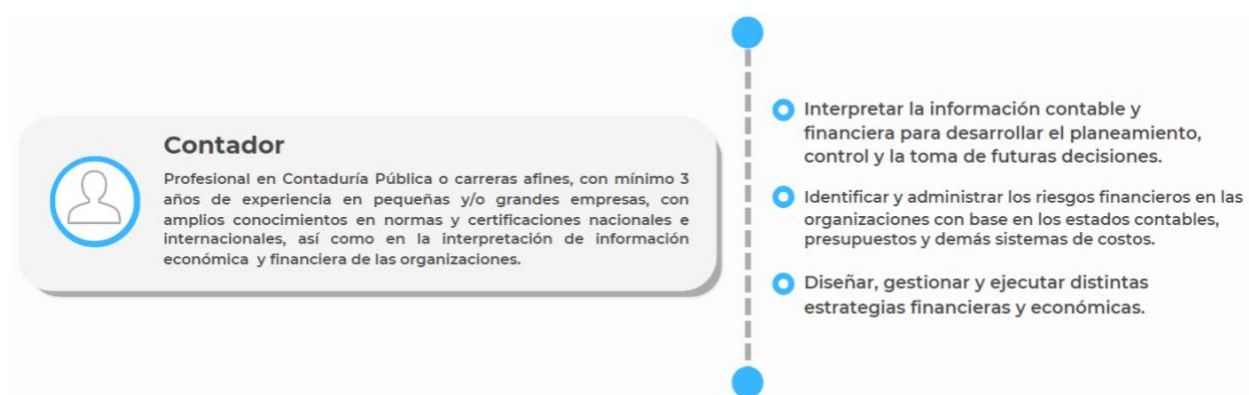 Contador
Profesional en Contaduría Pública o carreras afines, con mínimo 3
años de experiencia en pequeñas y/o grandes empresas, con
amplios conocimientos en normas y certificaciones nacionales e
internacionales, así como en la interpretación de información
económica y financiera de las organizaciones.
Interpretar la información contable y
financiera para desarrollar el planeamiento,
control y la toma de futuras decisiones.
Identificar y administrar los riesgos financieros en las
organizaciones con base en los estados contables,
presupuestos y demás sistemas de costos.
Diseñar, gestionar y ejecutar distintas
estrategias financieras y económicas.